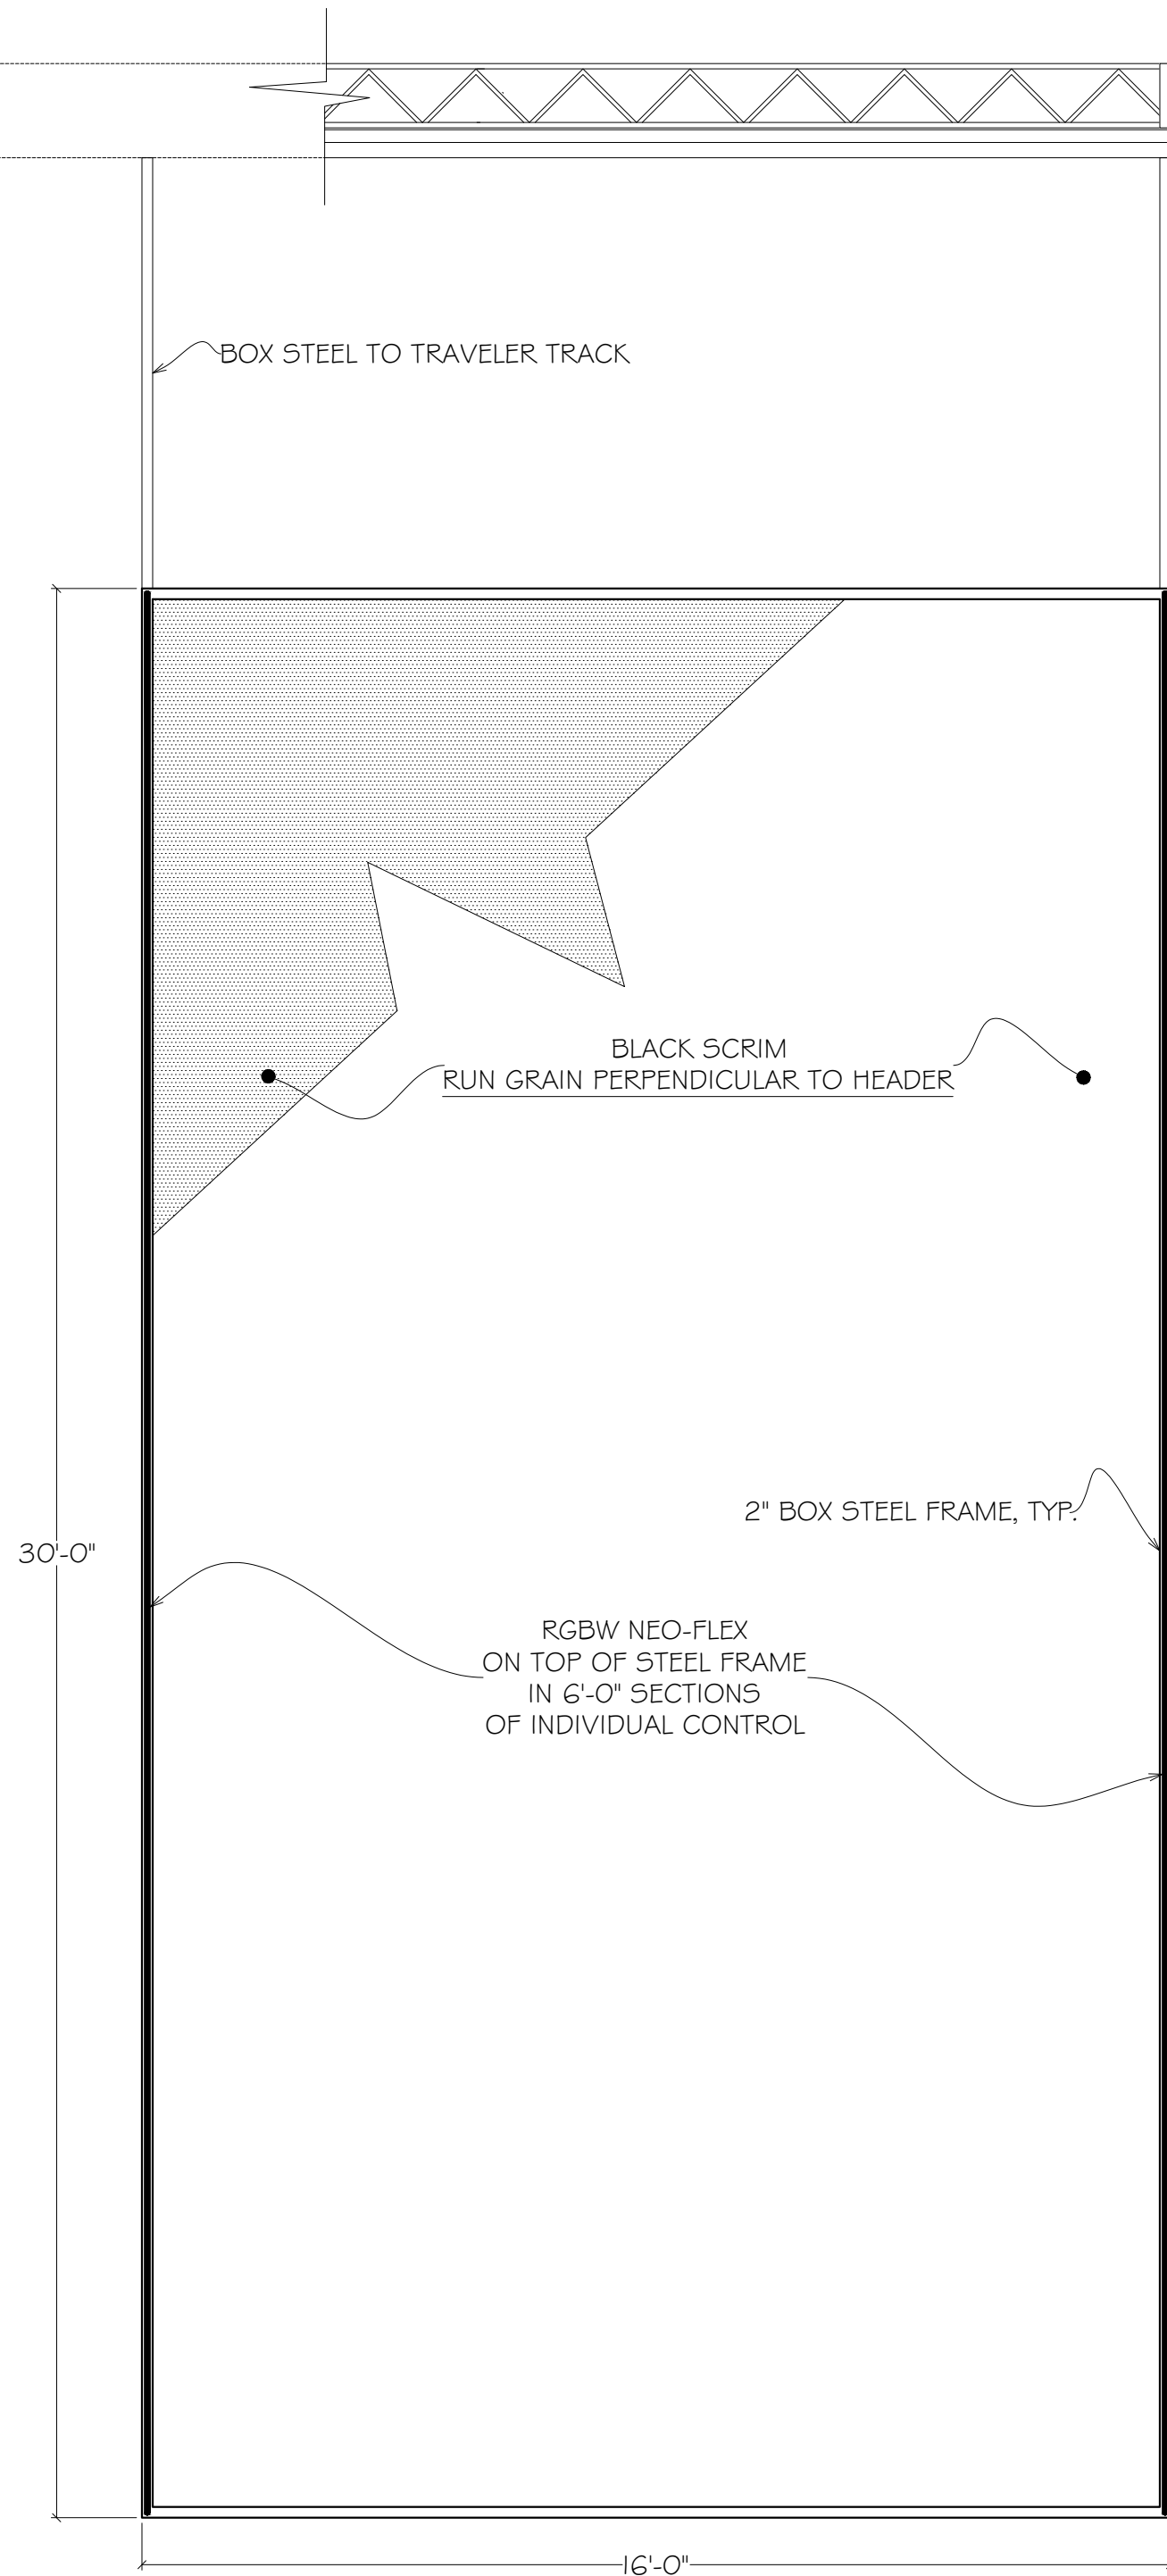 BOX STEEL TO TRAVELER TRACK
BLACK SCRIM
RUN GRAIN PERPENDICULAR TO HEADER
2" BOX STEEL FRAME, TYP.
30'-0"
RGBW NEO-FLEX
ON TOP OF STEEL FRAME
IN 6'-0" SECTIONS
OF INDIVIDUAL CONTROL
16'-0"